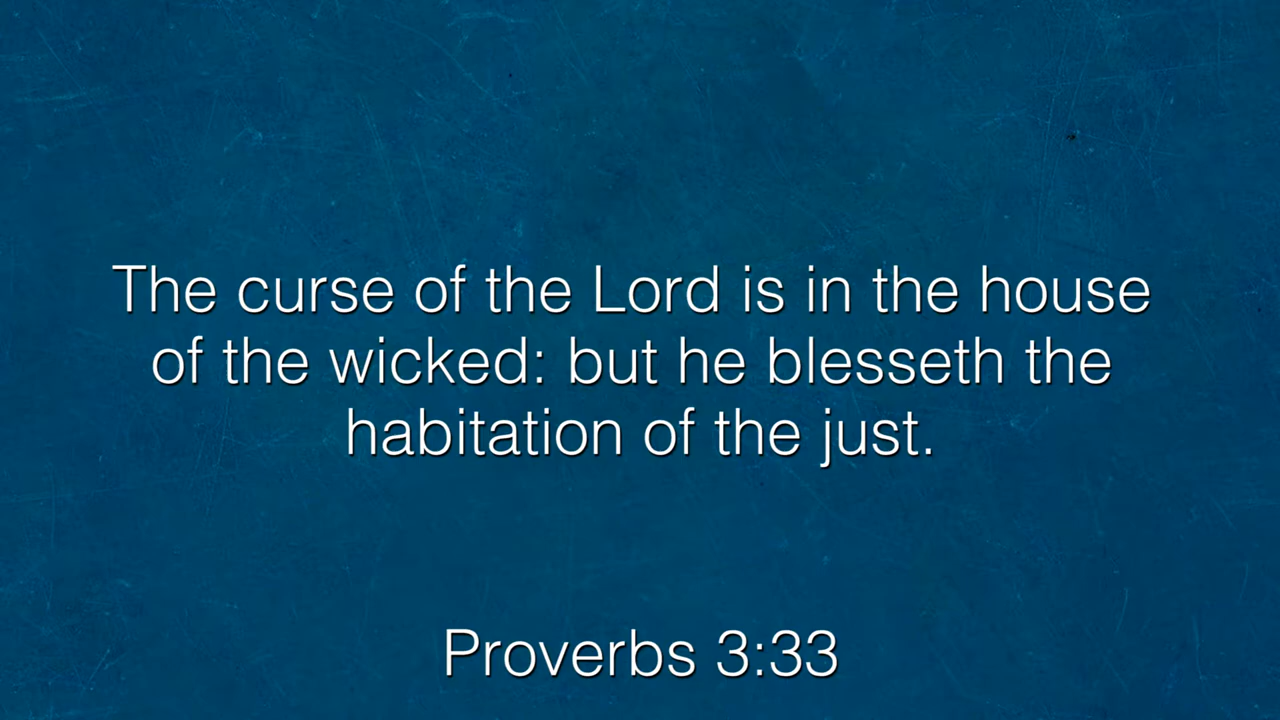 The curse of the Lord is in the house
of the wicked: but he blesseth the
habitation of the just.
Proverbs 3:33